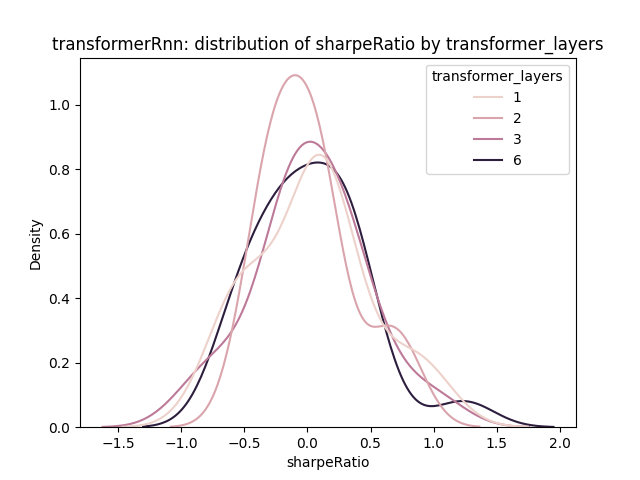 transformerRnn: distribution of sharpeRatio by transformer_layers
transformer_layers
1
2
3
6
Density
1.0
0.8
0.6
0.4
0.2
0.0
−1.5 −1.0 −0.5 0.0 0.5 1.0 1.5 2.0
sharpeRatio